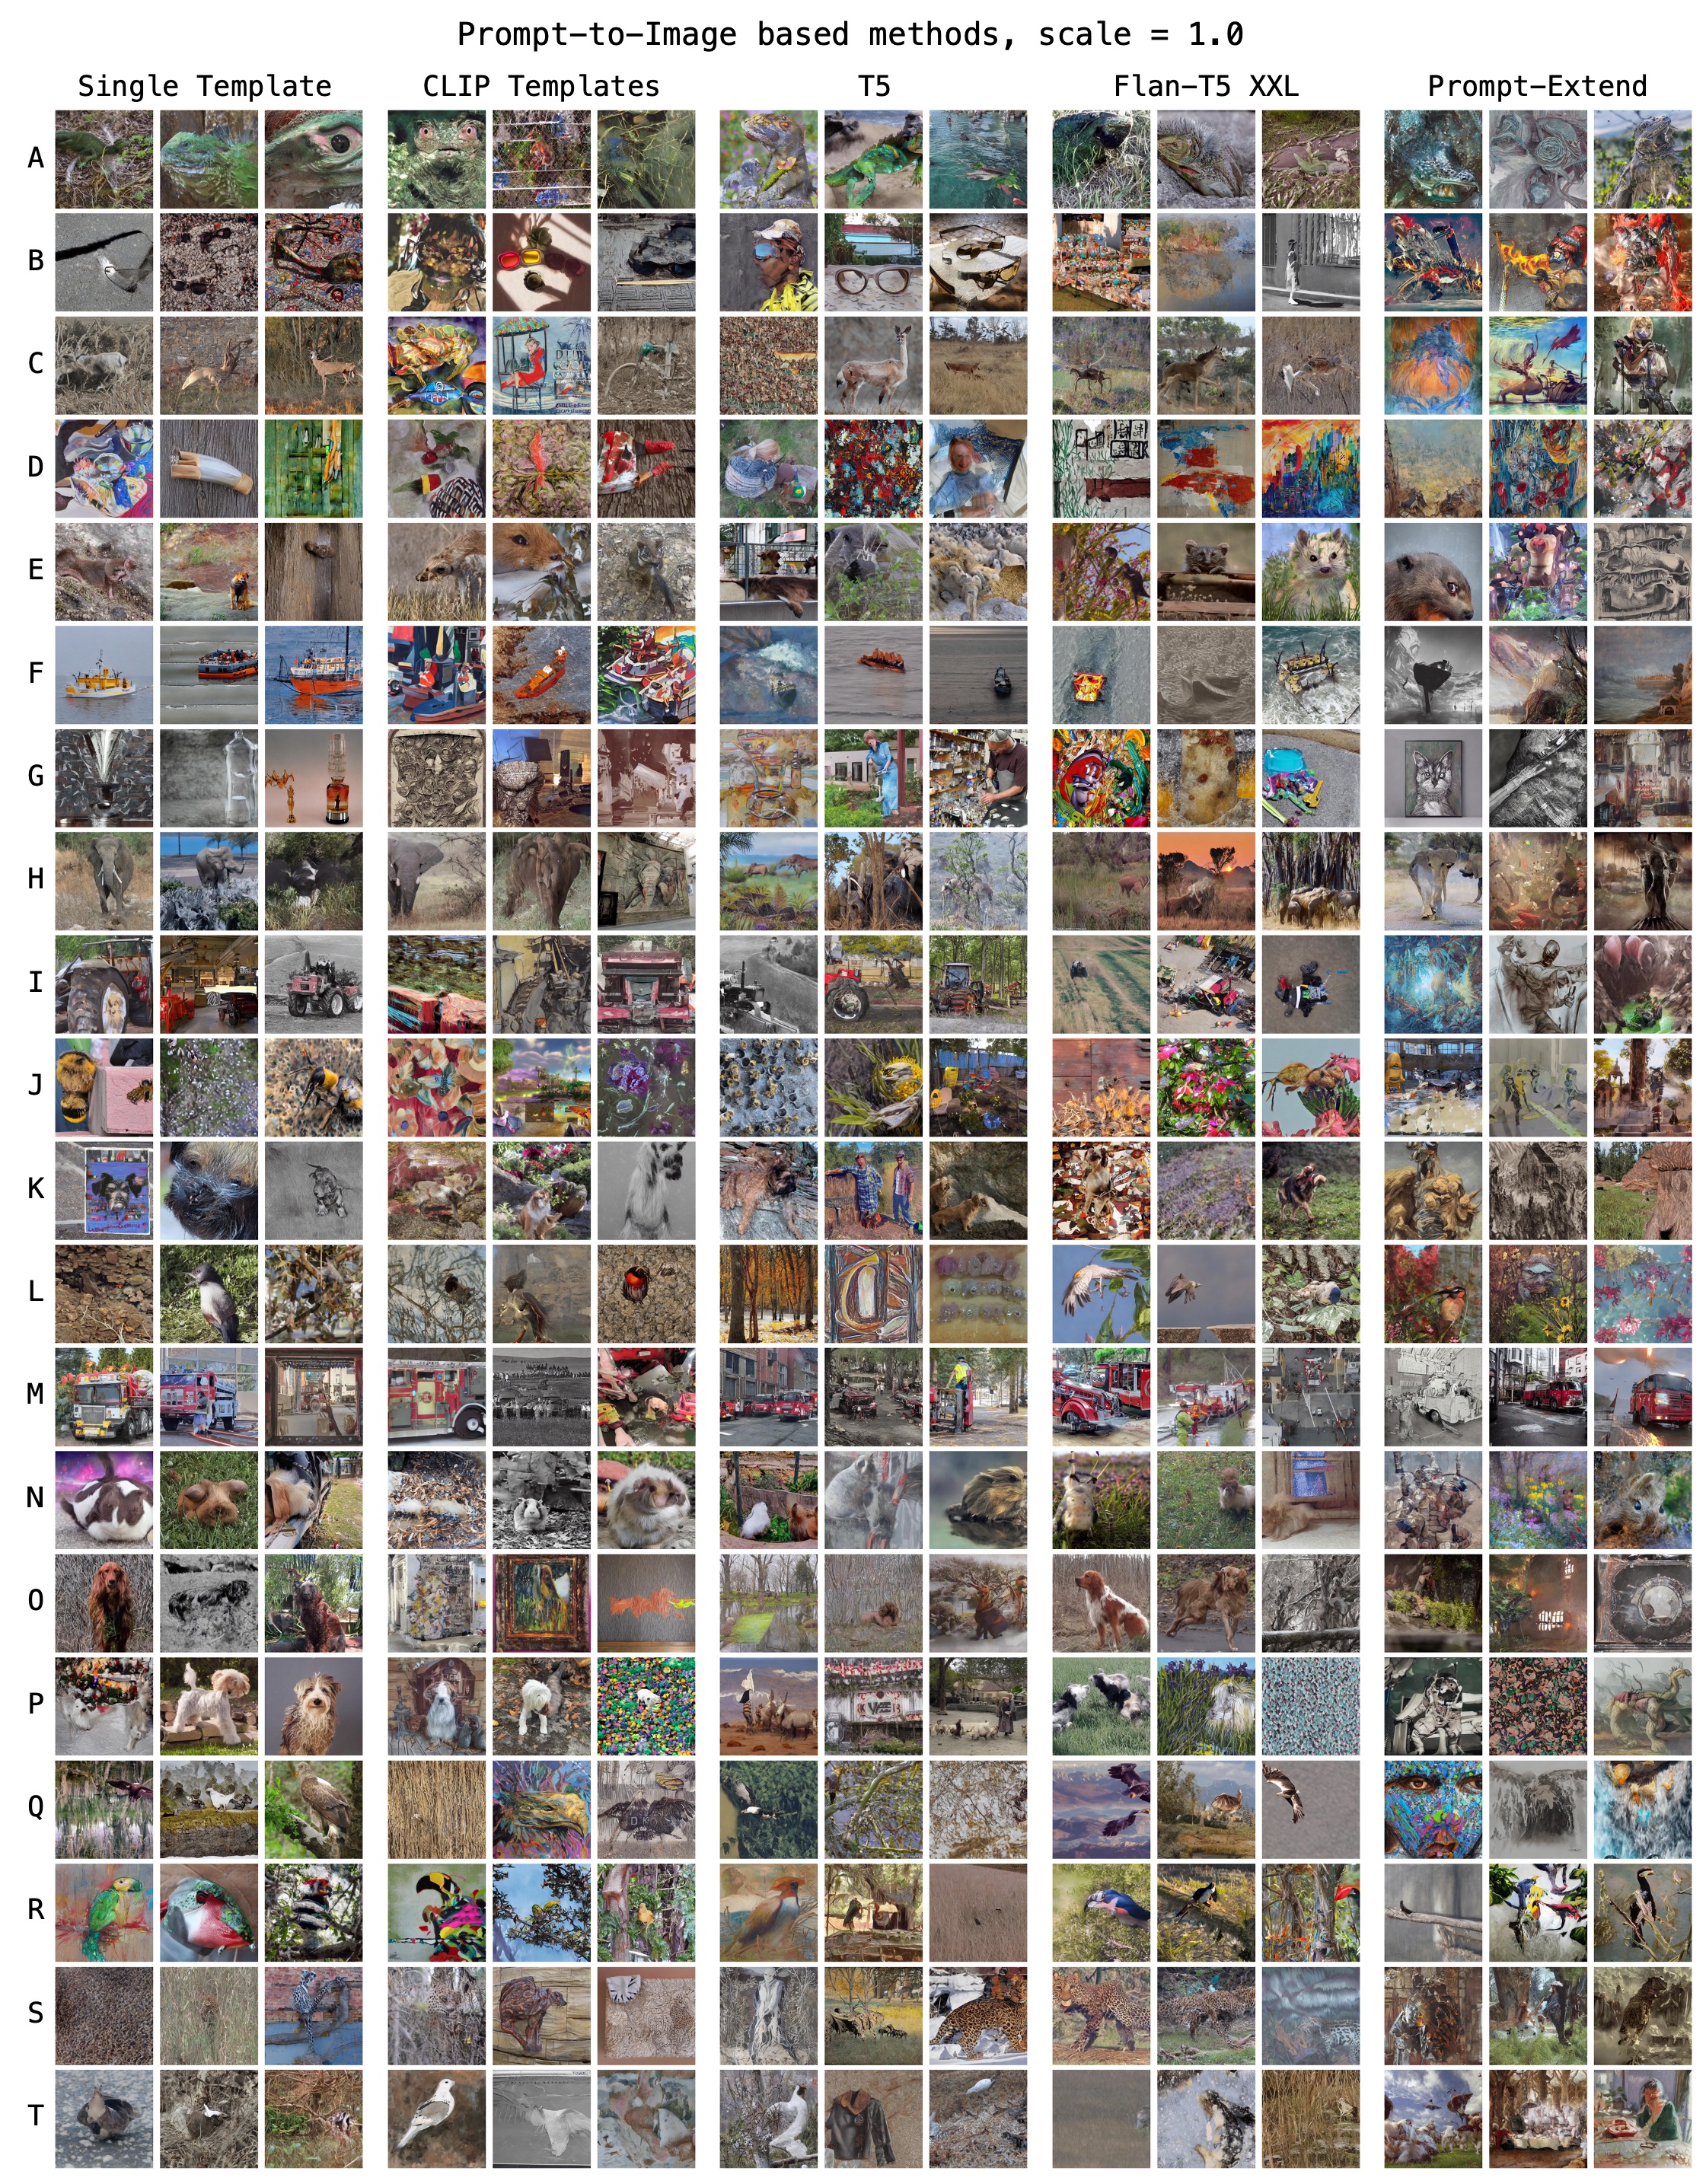 Prompt-to-Image based methods, scale = 1.0
Single Template CLIP Templates T5 Flan-T5 XXL Prompt-Extend
A
B
C
D
E
F
G
H
I
J
K
L
M
N
O
P
Q
R
S
T